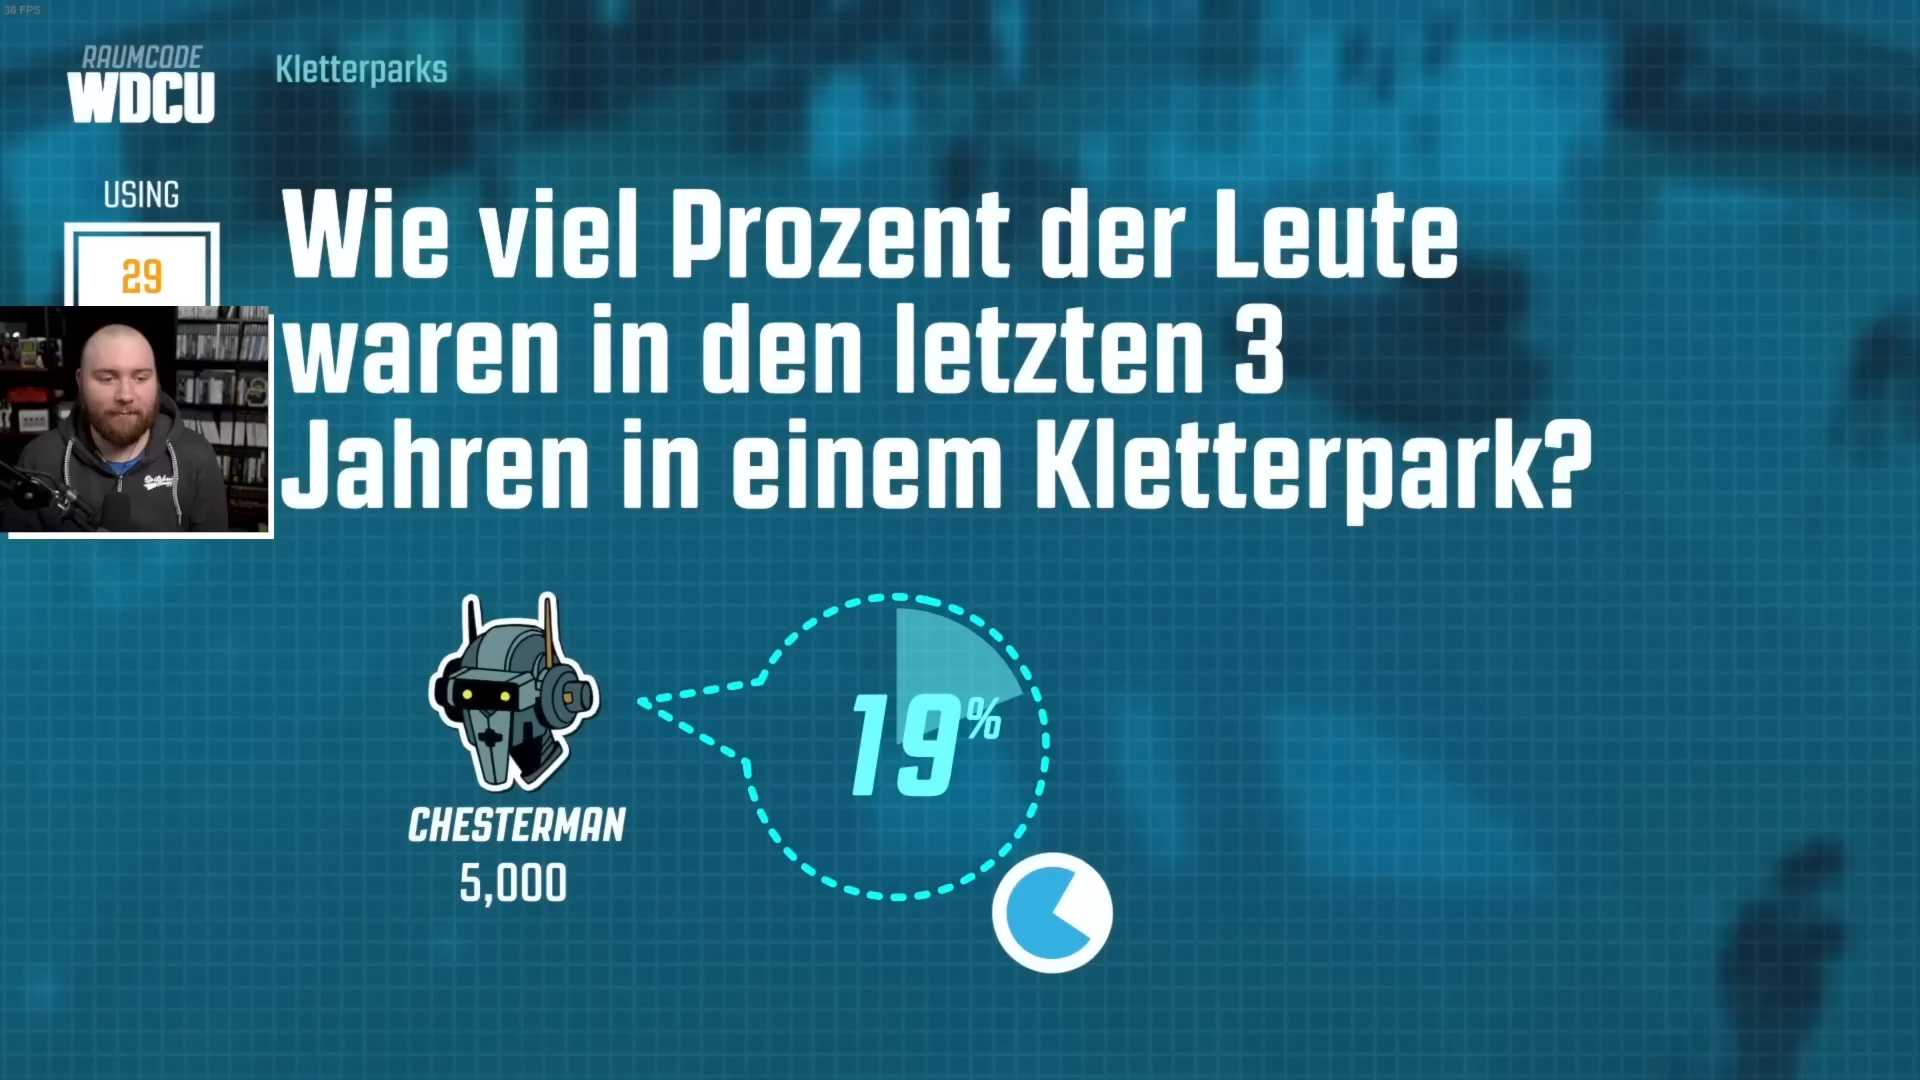 38 FPS
RAUMCODE
WDCU
Kletterparks
USING
29
Wie viel Prozent der Leute
waren in den letzten 3
Jahren in einem Kletterpark?
19%
CHESTERMAN
5,000